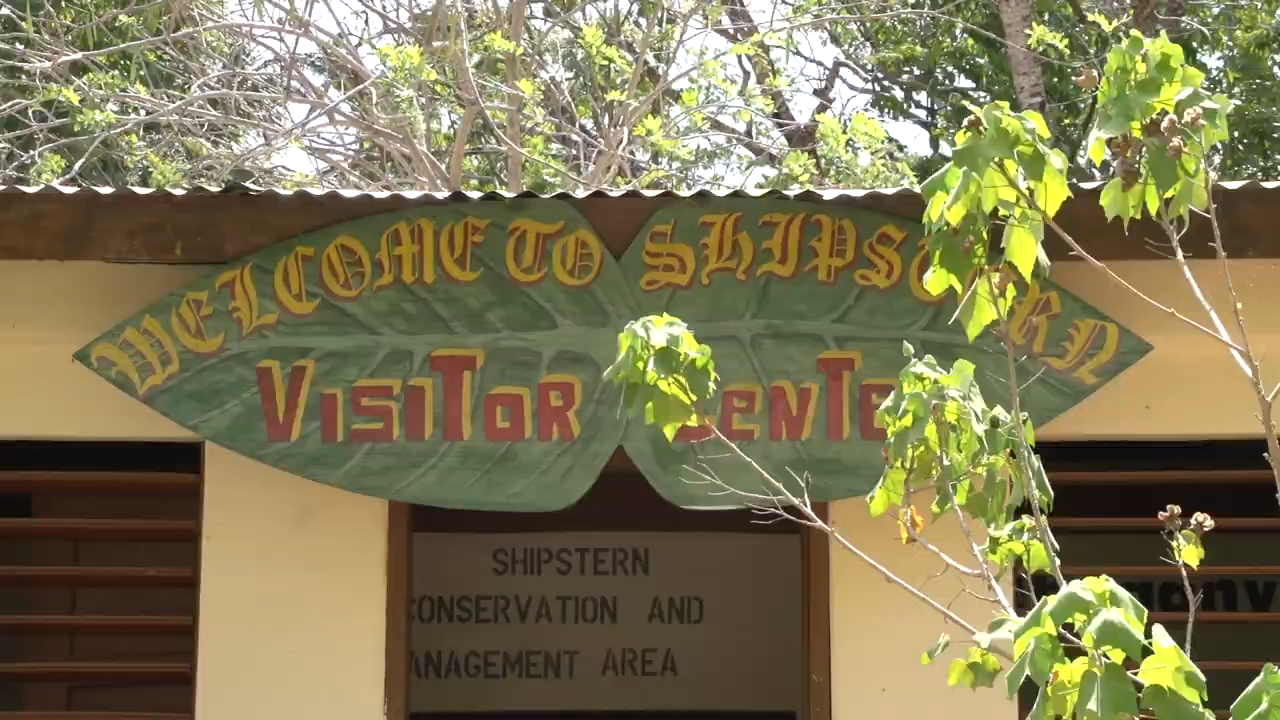 WELCOME TO SHIPSTERN
VISITOR CENTER
SHIPSTERN
CONSERVATION AND
MANAGEMENT AREA